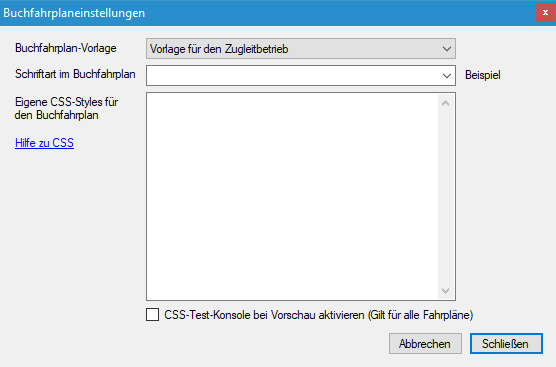 Buchfahrplaneinstellungen
Buchfahrplan-Vorlage
Vorlage für den Zugleitbetrieb
Schriftart im Buchfahrplan
Beispiel
Eigene CSS-Styles für
den Buchfahrplan
Hilfe zu CSS
CSS-Test-Konsole bei Vorschau aktivieren (Gilt für alle Fahrpläne)
Abbrechen
Schließen